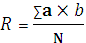 R = ∑a × b / N